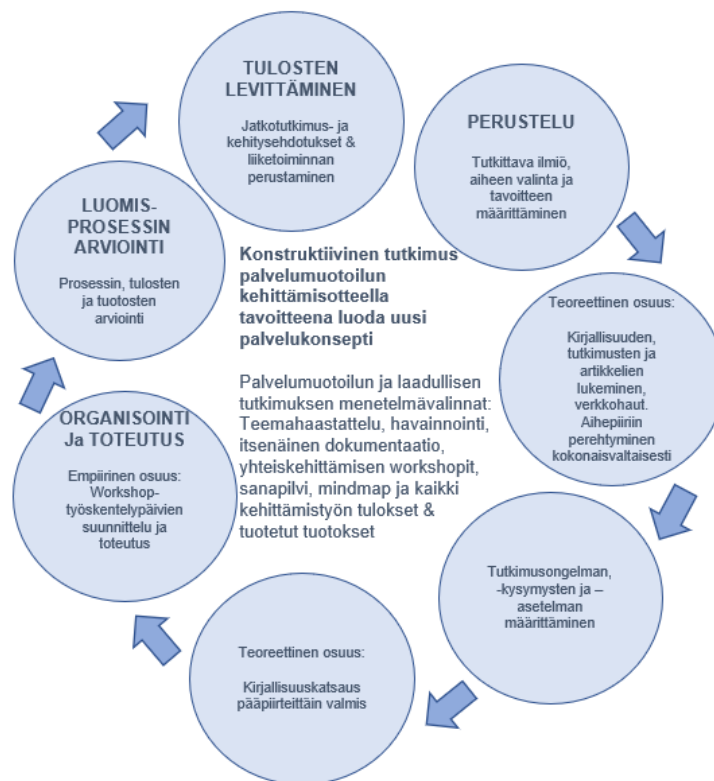 TULOSTEN
LEVITTÄMINEN
Jatkotutkimus- ja
kehitysehdotukset &
liiketoiminnan
perustaminen
PERUSTELU
Tutkittava ilmiö,
aiheen valinta ja
tavoitteen
määrittäminen
Teoreettinen osuus:
Kirjallisuuden,
tutkimusten ja
artikkelien
lukeminen,
verkkohaut.
Aihepiiriin
perehtyminen
kokonaisvaltaisesti
Tutkimusongelman,
-kysymysten ja –
asetelman
määrittäminen
Teoreettinen osuus:
Kirjallisuuskatsaus
pääpiirteittäin valmis
ORGANISOINTI
Ja TOTEUTUS
Empiirinen osuus:
Workshop-
työskentelypäivien
suunnittelu ja
toteutus
LUOMIS-
PROSESSIN
ARVIOINTI
Prosessin, tulosten
ja tuotosten
arviointi
Konstruktiivinen tutkimus
palvelumuotoilun
kehittämisotteella
tavoitteena luoda uusi
palvelukonsepti
Palvelumuotoilun ja laadullisen
tutkimuksen menetelmävalinnat:
Teemahaastattelu, havainnointi,
itsenäinen dokumentaatio,
yhteiskehittämisen workshopit,
sanapilvi, mindmap ja kaikki
kehittämistyön tulokset &
tuotetut tuotokset